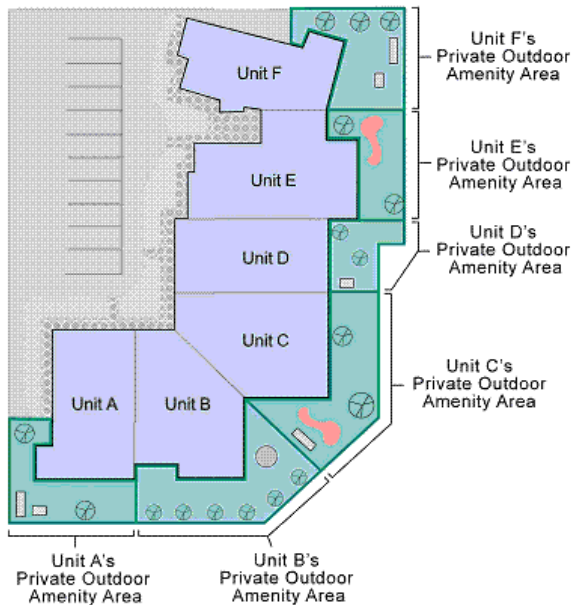 Unit F's
Private Outdoor
Amenity Area
Unit F
Unit E's
Private Outdoor
Amenity Area
Unit E
Unit D's
Private Outdoor
Amenity Area
Unit D
Unit C
Unit C's
Private Outdoor
Amenity Area
Unit A
Unit B
Unit A's
Private Outdoor
Amenity Area
Unit B's
Private Outdoor
Amenity Area